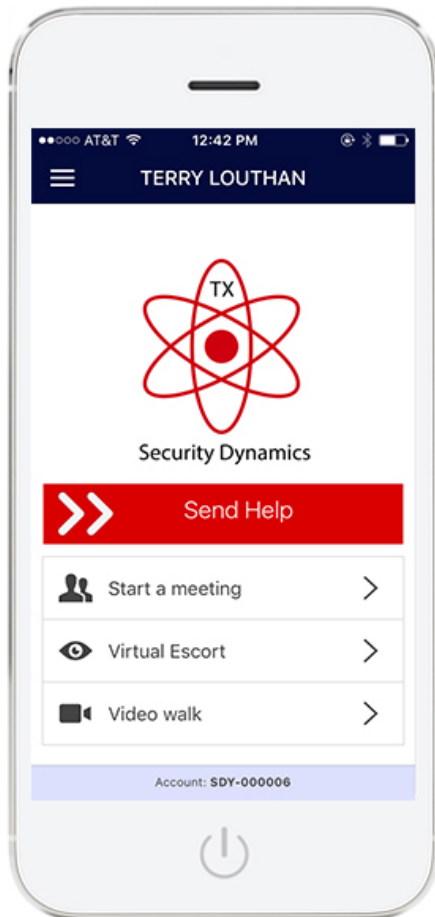 AT&T 12:42 PM
TERRY LOUTHAN
TX
Security Dynamics
Send Help
Start a meeting
Virtual Escort
Video walk
Account: SDY-000006